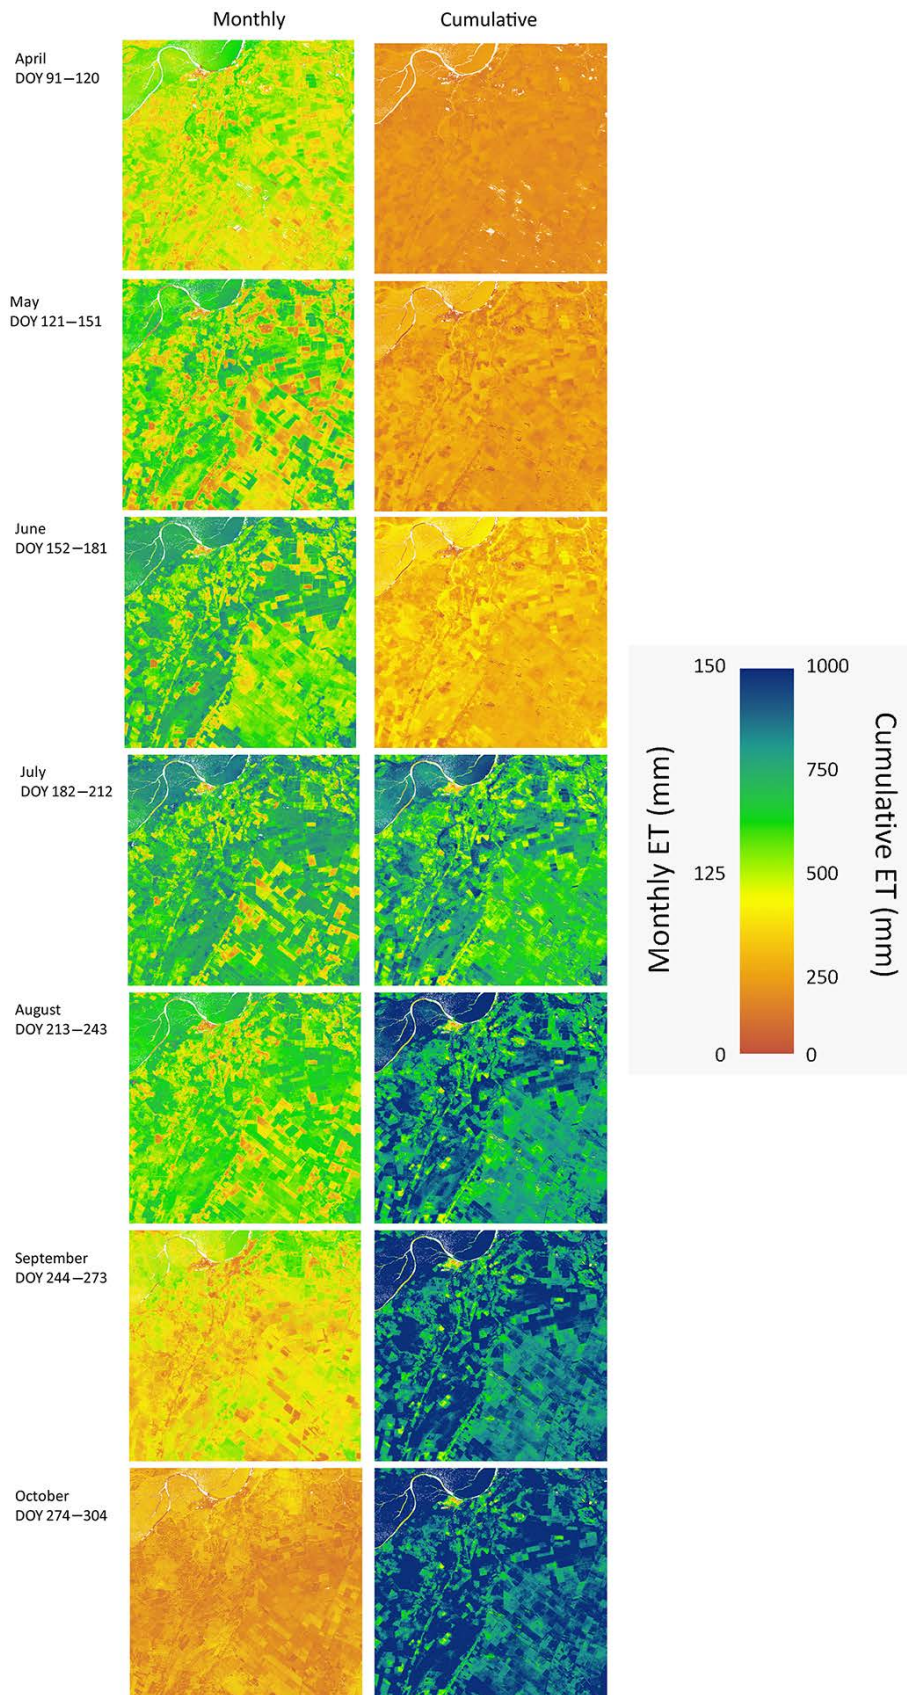 Monthly
Cumulative
April
DOY 91–120
May
DOY 121–151
June
DOY 152–181
July
DOY 182–212
August
DOY 213–243
September
DOY 244–273
October
DOY 274–304
150
1000
750
125
500
250
0
0
Monthly ET (mm)
Cumulative ET (mm)